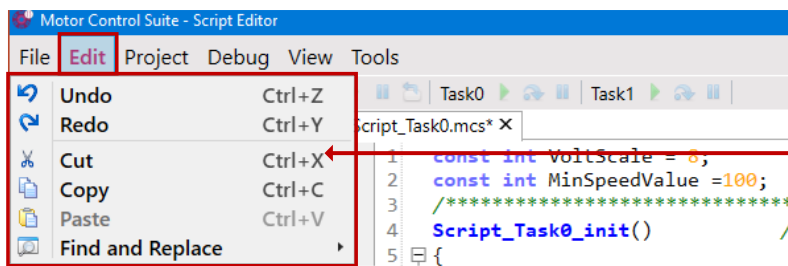 Motor Control Suite - Script Editor
File Edit Project Debug View Tools
Undo Ctrl+Z
Redo Ctrl+Y
Cut Ctrl+X
Copy Ctrl+C
Paste Ctrl+V
Find and Replace
Task0 Task1
Script_Task0.mcs* X
1 const int VoltScale = 8;
2 const int MinSpeedValue =100;
3 /******************************
4 Script_Task0_init() /
5 {